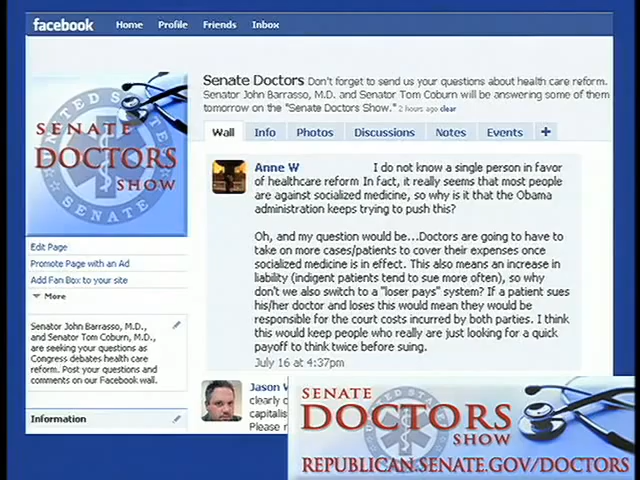 facebook Home Profile Friends Inbox
Senate Doctors Don't forget to send us your questions about health care reform.
Senator John Barrasso, M.D. and Senator Tom Coburn will be answering some of them
tomorrow on the "Senate Doctors Show." 2 hours ago clear
UNITED STATES
SENATE
DOCTORS
SHOW
SENATE
Wall Info Photos Discussions Notes Events +
Anne W I do not know a single person in favor
of healthcare reform In fact, it really seems that most people
are against socialized medicine, so why is it that the Obama
administration keeps trying to push this?
Oh, and my question would be...Doctors are going to have to
take on more cases/patients to cover their expenses once
socialized medicine is in effect. This also means an increase in
liability (indigent patients tend to sue more often), so why
don't we also switch to a "loser pays" system? If a patient sues
his/her doctor and loses this would mean they would be
responsible for the court costs incurred by both parties. I think
this would keep people who really are just looking for a quick
payoff to think twice before suing.
July 16 at 4:37pm
Edit Page
Promote Page with an Ad
Add Fan Box to your site
More
Senator John Barrasso, M.D.,
and Senator Tom Coburn, M.D.,
are seeking your questions as
Congress debates health care
reform. Post your questions and
comments on our Facebook wall.
Information
Jason W
clearly
capitalis
Please r
SENATE
DOCTORS
SHOW
REPUBLICAN.SENATE.GOV/DOCTORS